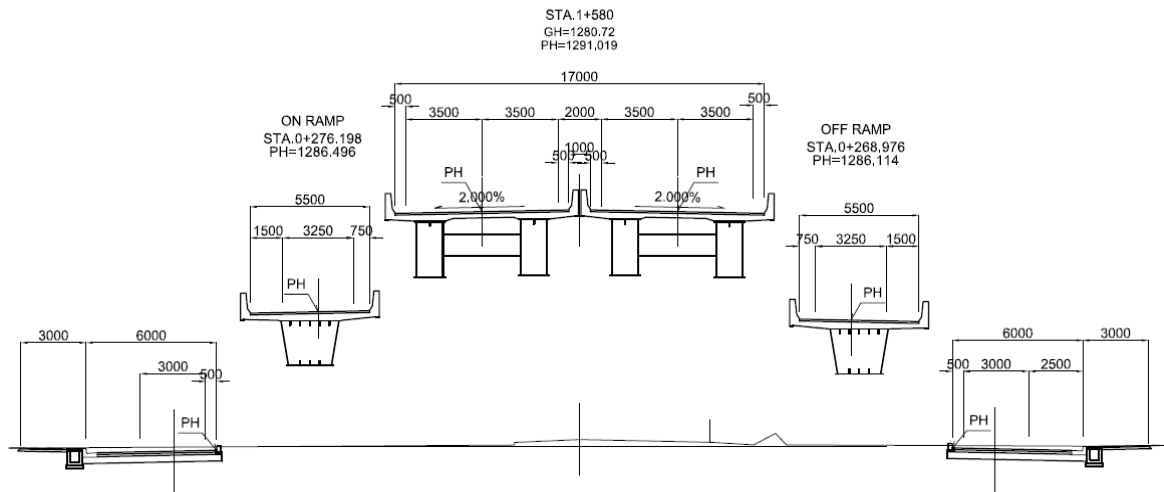 STA.1+580
GH=1280.72
PH=1291,019
17000
500 3500 3500 2000 3500 3500 500
1000
500 500
ON RAMP
STA.0+276.198
PH=1286.496
OFF RAMP
STA,0+268,976
PH=1286,114
PH PH
2,000% 2.000%
5500
1500 3250 750
PH
5500
750 3250 1500
PH
3000 6000
3000
500
PH
6000 3000
500 3000 2500
PH